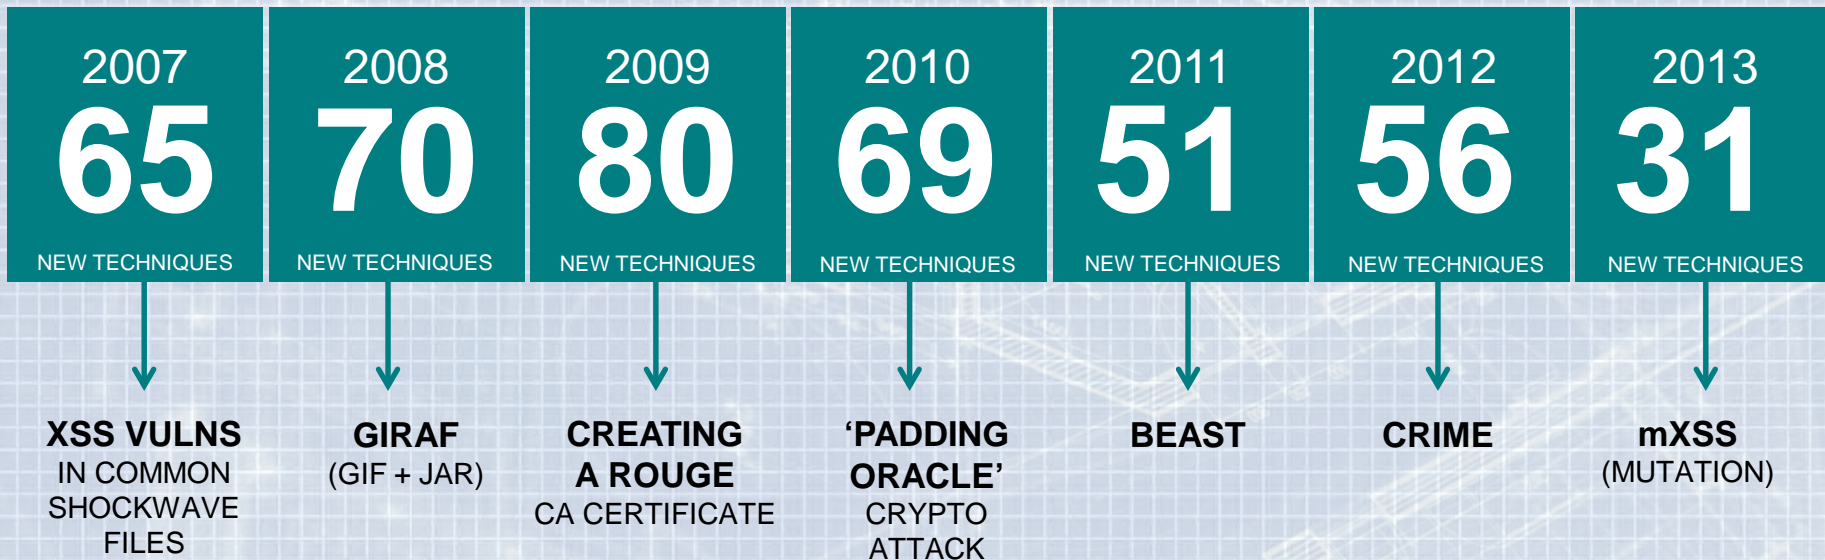 2007
65
NEW TECHNIQUES
XSS VULNS
IN COMMON
SHOCKWAVE
FILES
2008
70
NEW TECHNIQUES
GIRAF
(GIF + JAR)
2009
80
NEW TECHNIQUES
CREATING
A ROUGE
CA CERTIFICATE
2010
69
NEW TECHNIQUES
‘PADDING
ORACLE’
CRYPTO
ATTACK
2011
51
NEW TECHNIQUES
BEAST
2012
56
NEW TECHNIQUES
CRIME
2013
31
NEW TECHNIQUES
mXSS
(MUTATION)